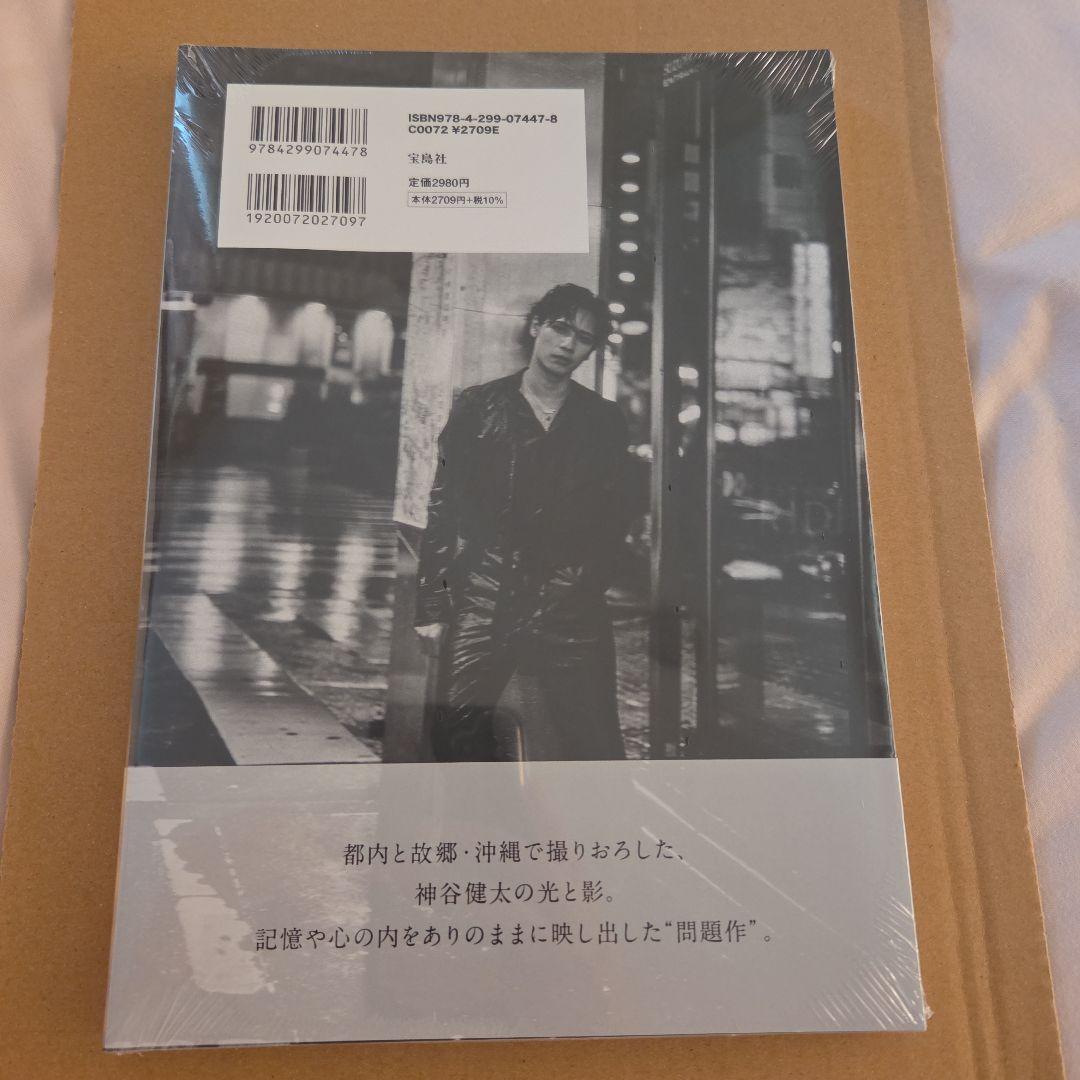 ISBN978-4-299-07447-8
C0072 ¥2709E
9784299074478
宝島社
定価2980円
本体2709円+税10%
1920072027097
都内と故郷・沖縄で撮りおろした、
神谷健太の光と影。
記憶や心の内をありのままに映し出した“問題作”。